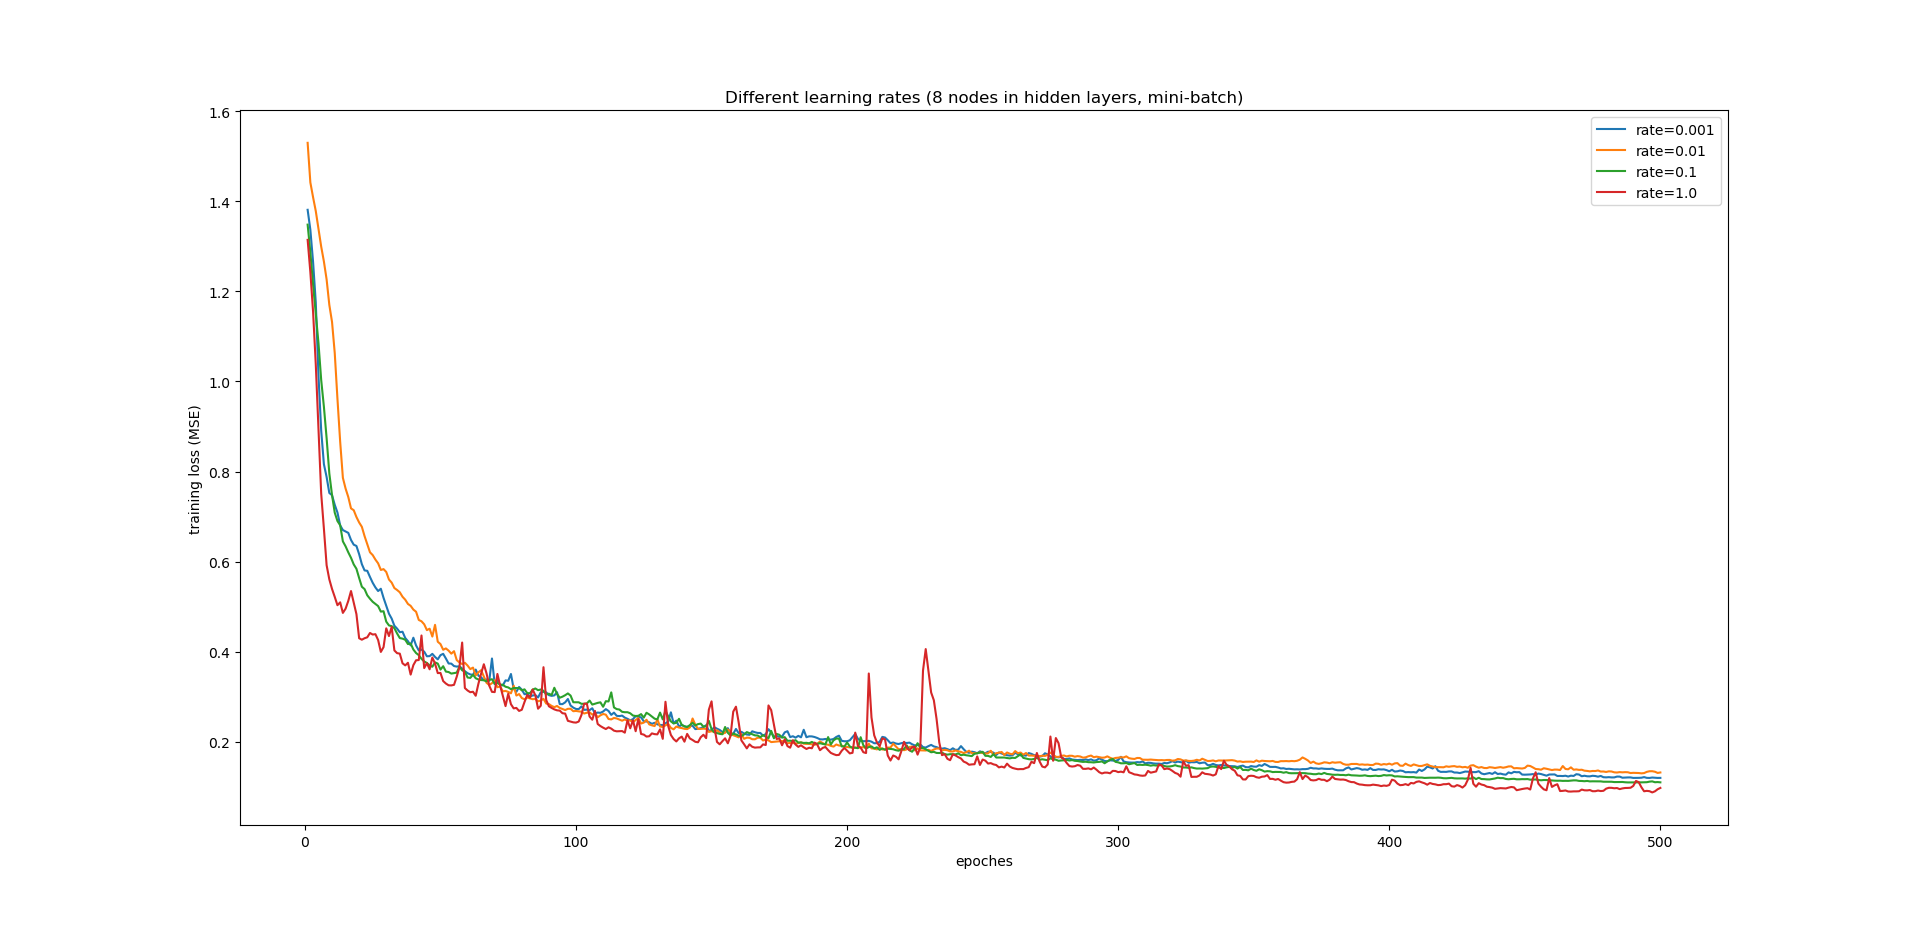 Different learning rates (8 nodes in hidden layers, mini-batch)
1.6
1.4
1.2
1.0
0.8
0.6
0.4
0.2
training loss (MSE)
rate=0.001
rate=0.01
rate=0.1
rate=1.0
0
100
200
300
400
500
epoches